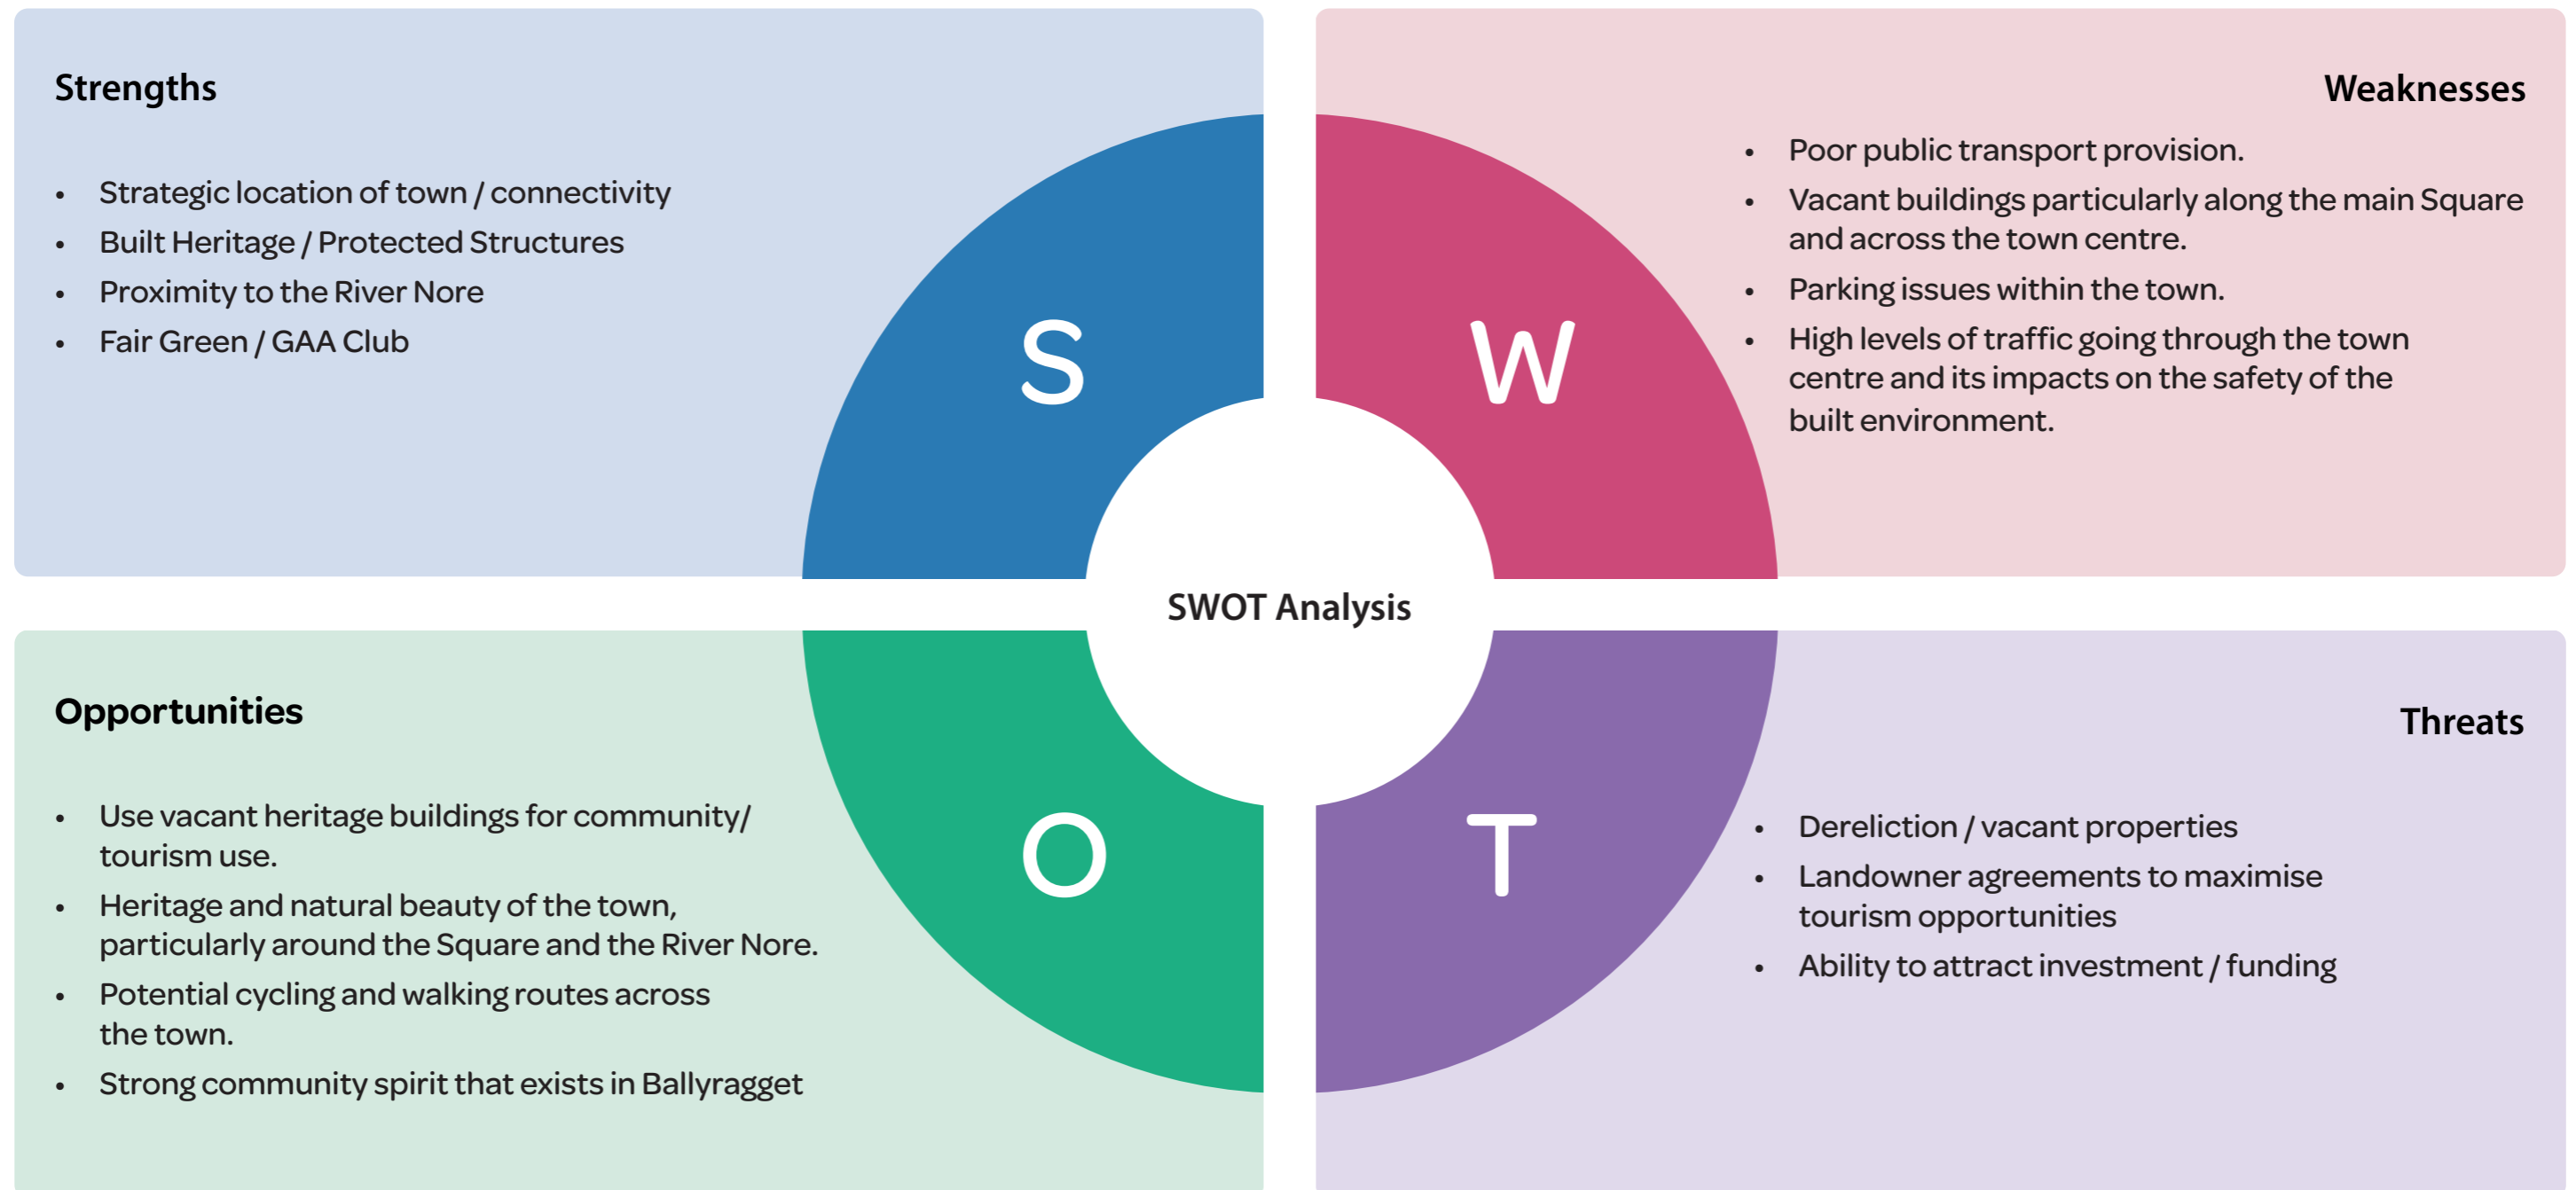 Strengths
• Strategic location of town / connectivity
• Built Heritage / Protected Structures
• Proximity to the River Nore
• Fair Green / GAA Club
S
Weaknesses
• Poor public transport provision.
• Vacant buildings particularly along the main Square
and across the town centre.
• Parking issues within the town.
• High levels of traffic going through the town
centre and its impacts on the safety of the
built environment.
W
SWOT Analysis
Opportunities
• Use vacant heritage buildings for community/
tourism use.
• Heritage and natural beauty of the town,
particularly around the Square and the River Nore.
• Potential cycling and walking routes across
the town.
• Strong community spirit that exists in Ballyragget
O
Threats
• Dereliction / vacant properties
• Landowner agreements to maximise
tourism opportunities
• Ability to attract investment / funding
T